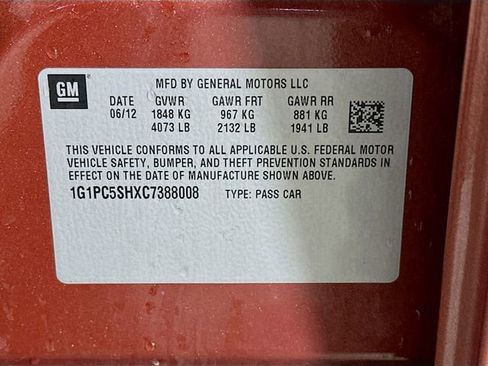 GM
MFD BY GENERAL MOTORS LLC
DATE GVWR GAWR FRT GAWR RR
06/12 1848 KG 967 KG 881 KG
4073 LB 2132 LB 1941 LB
THIS VEHICLE CONFORMS TO ALL APPLICABLE U.S. FEDERAL MOTOR
VEHICLE SAFETY, BUMPER, AND THEFT PREVENTION STANDARDS IN
EFFECT ON THE DATE OF MANUFACTURE SHOWN ABOVE.
1G1PC5SHXC7388008 TYPE: PASS CAR